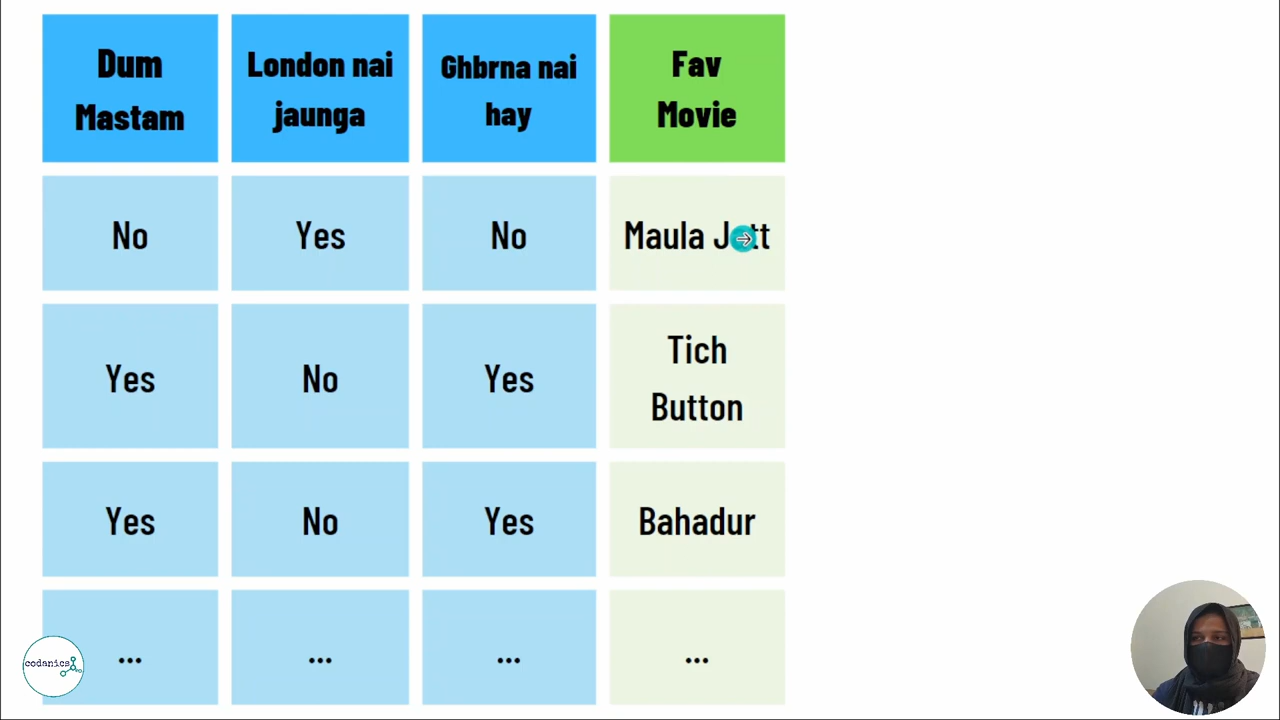 Dum
Mastam
London nai
jaunga
Ghbrna nai
hay
Fav
Movie
No
Yes
No
Maula Jatt
Yes
No
Yes
Tich
Button
Yes
No
Yes
Bahadur
...
...
...
...
codanics